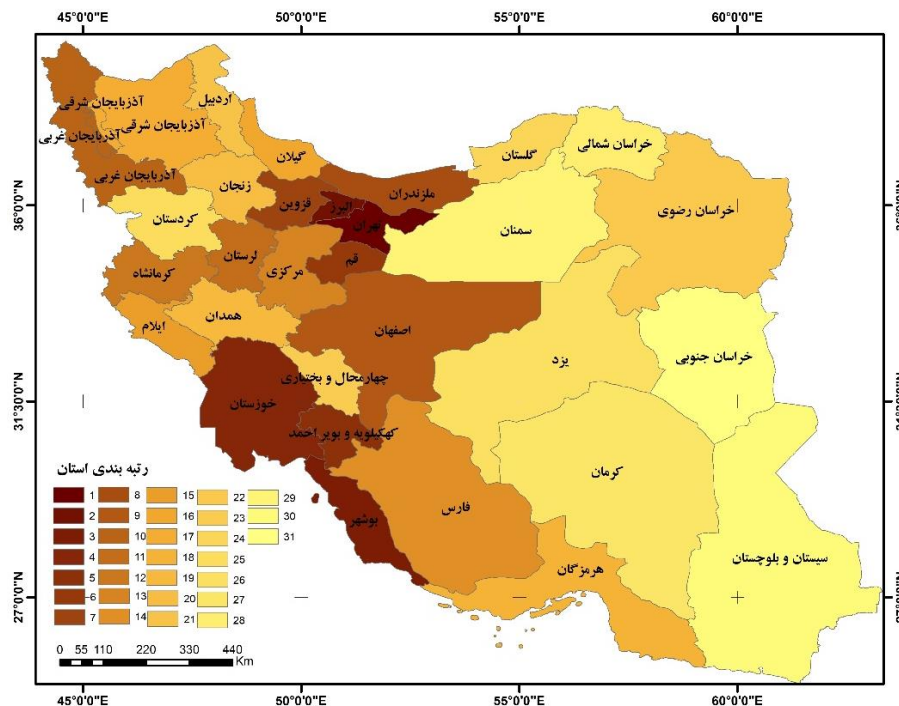 45°0'0"E 50°0'0"E 55°0'0"E 60°0'0"E
آذربایجان شرقی
اردبیل
آذربایجان غربی
آذربایجان شرقی
گیلان
آذربایجان غربی
زنجان
گلستان
خراسان شمالی
ملزندران
قزوین
البرز
تهران
خراسان رضوی
36°0'0"N
کردستان
سمنان
کرمانشاه
لرستان
مرکزی
قم
ایلام
همدان
اصفهان
یزد
خراسان جنوبی
چهارمحال و بختیاری
31°30'0"N
خوزستان
کهکیلویه و بویر احمد
کرمان
فارس
بوشهر
هرمزگان
سیستان و بلوچستان
27°0'0"N
رتبه بندی استان
1 8 15 22 29
2 9 16 23 30
3 10 17 24 31
4 11 18 25
5 12 19 26
6 13 20 27
7 14 21 28
0 55 110 220 330 440
Km
45°0'0"E 50°0'0"E 55°0'0"E 60°0'0"E